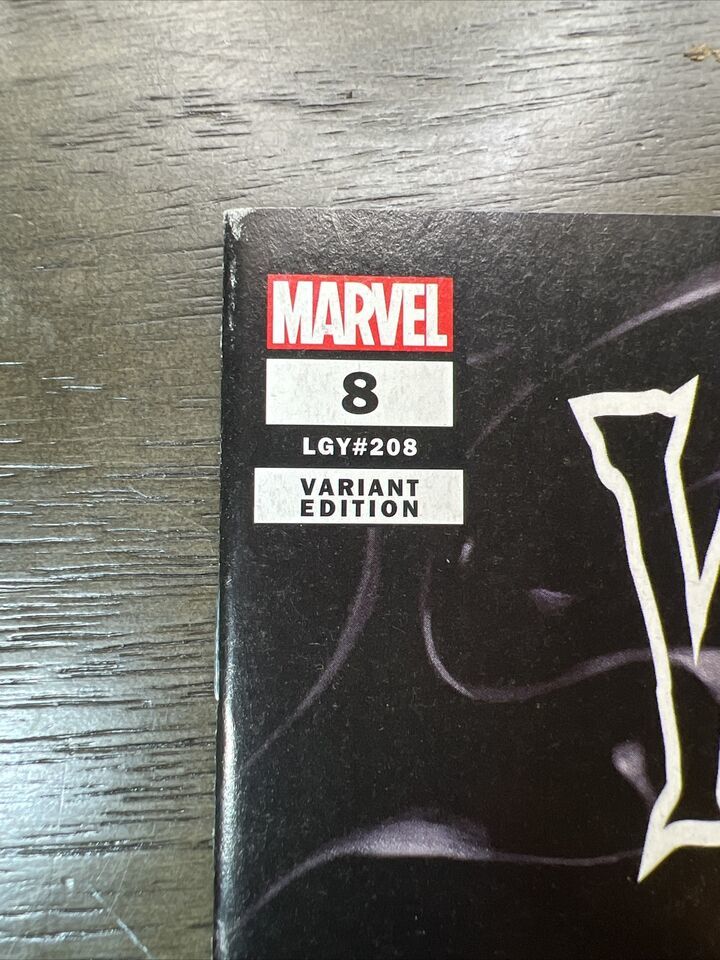 MARVEL
8
LGY#208
VARIANT
EDITION